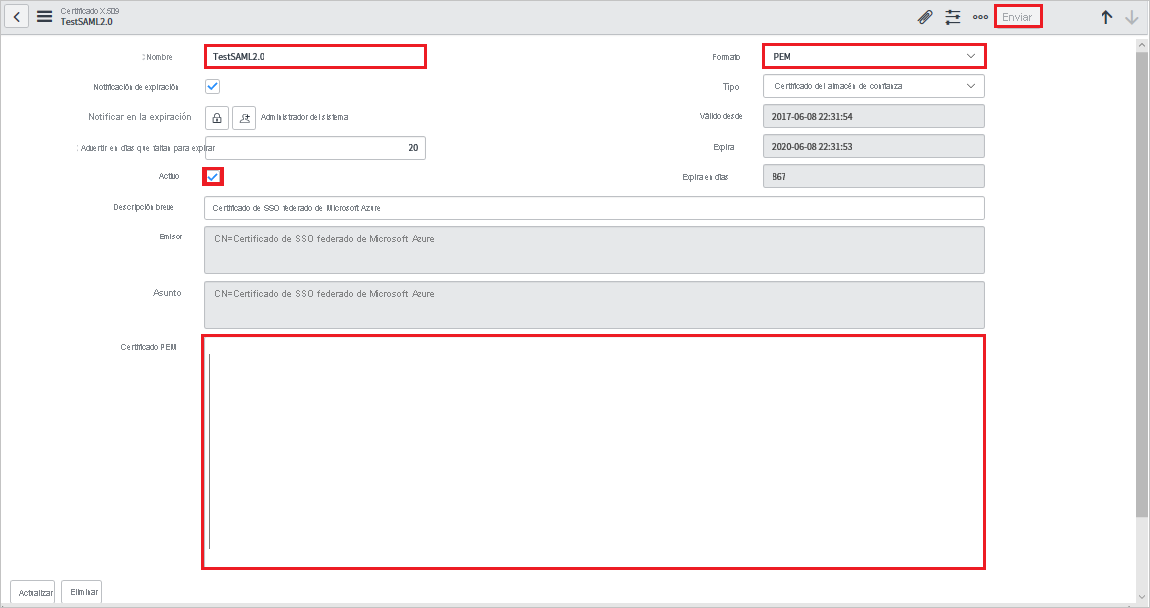 Certificado X.509
TestSAML2.0
Enviar
Nombre
TestSAML2.0
Formato
PEM
Notificación de expiración
Tipo
Certificado del almacén de confianza
Notificar en la expiración
Administrador del sistema
Válido desde
2017-06-08 22:31:54
Advertir en días que faltan para expirar
20
Expira
2020-06-08 22:31:53
Activo
Expira en días
867
Descripción breve
Certificado de SSO federado de Microsoft Azure
Emisor
CN=Certificado de SSO federado de Microsoft Azure
Asunto
CN=Certificado de SSO federado de Microsoft Azure
Certificado PEM
Actualizar
Eliminar